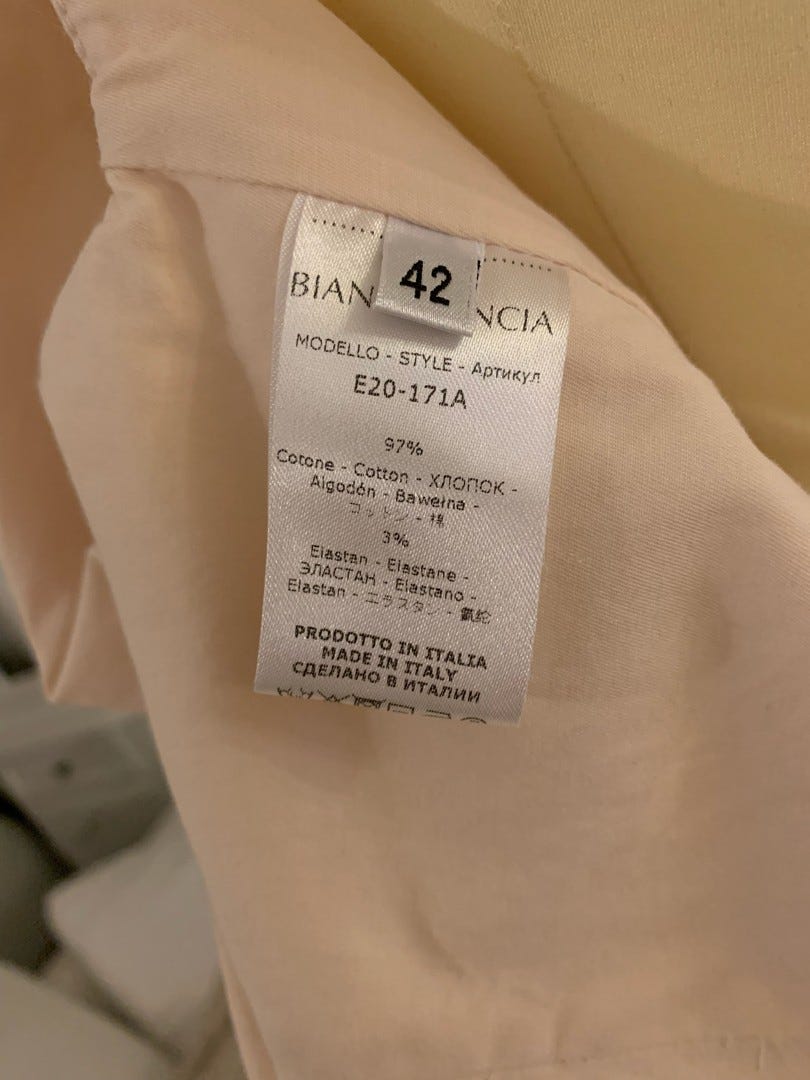 42
BIAN NCIA
MODELLO - STYLE - Артикул
E20-171A
97%
Cotone - Cotton - ХЛОПОК -
Algodón - Bawełna -
コットン - 棉
3%
Elastan - Elastane -
ЭЛАСТАН - Elastano -
Elastan - エラスタン - 氨纶
PRODOTTO IN ITALIA
MADE IN ITALY
СДЕЛАНО В ИТАЛИИ